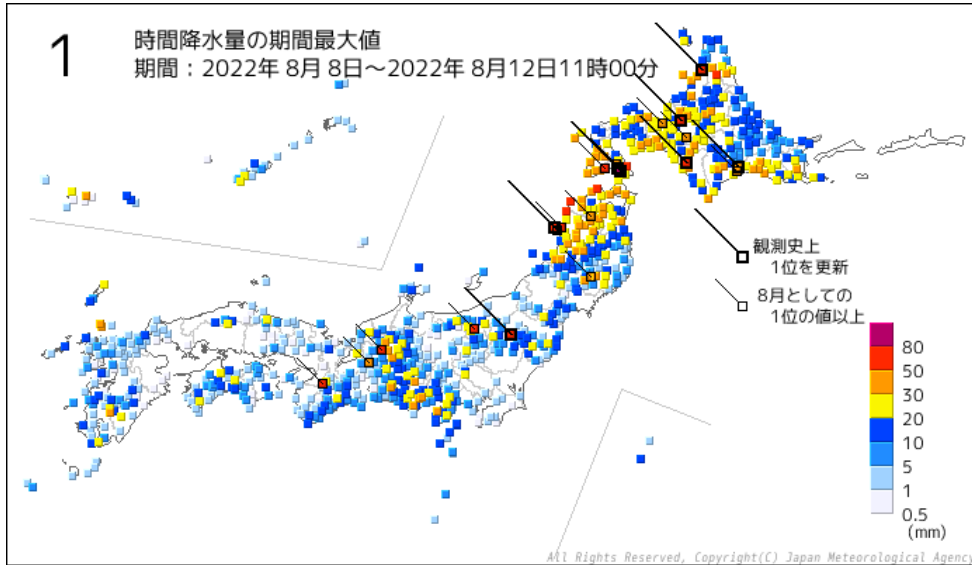 1
時間降水量の期間最大値
期間：2022年 8月 8日～2022年 8月12日11時00分
観測史上
1位を更新
8月としての
1位の値以上
80
50
30
20
10
5
1
0.5
(mm)
All Rights Reserved, Copyright(C) Japan Meteorological Agency